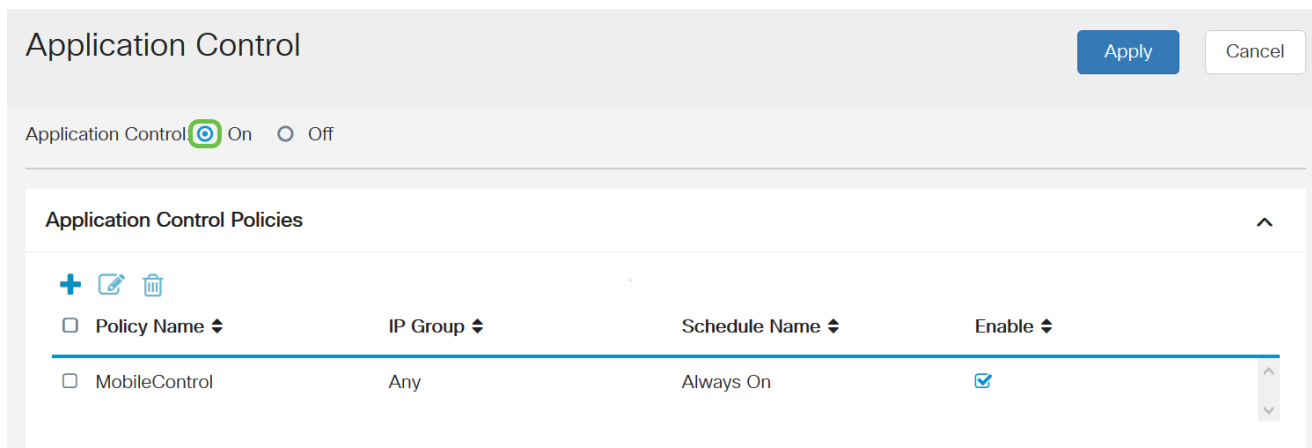 Application Control
Apply
Cancel
Application Control: On Off
Application Control Policies
Policy Name IP Group Schedule Name Enable
MobileControl Any Always On